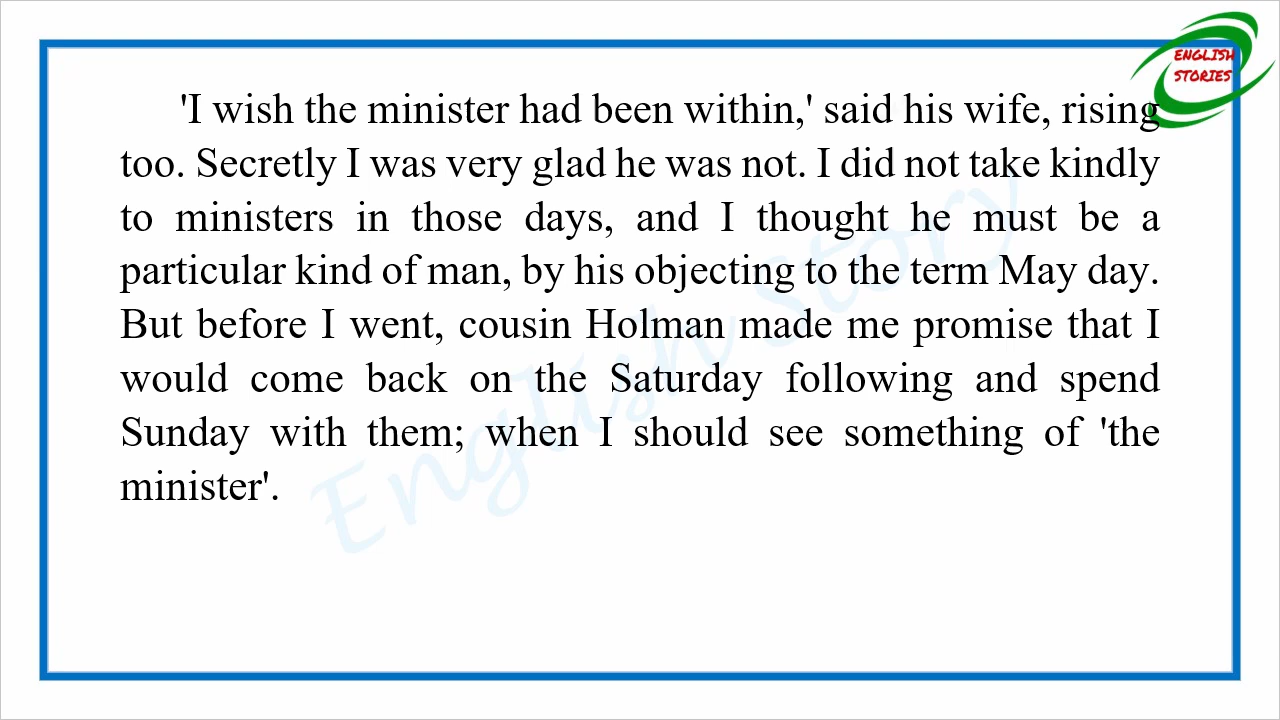 ENGLISH
STORIES
'I wish the minister had been within,' said his wife, rising
too. Secretly I was very glad he was not. I did not take kindly
to ministers in those days, and I thought he must be a
particular kind of man, by his objecting to the term May day.
But before I went, cousin Holman made me promise that I
would come back on the Saturday following and spend
Sunday with them; when I should see something of 'the
minister'.
English Story